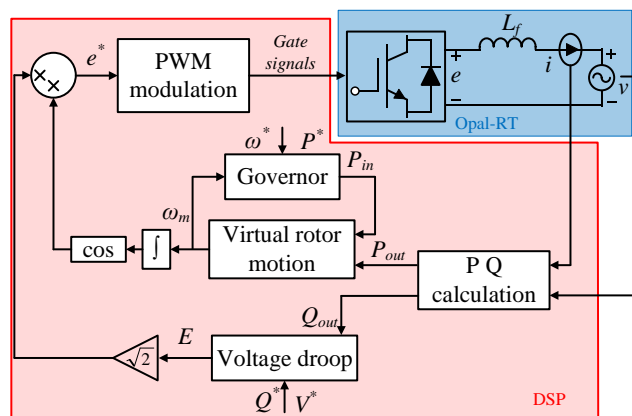 e*
PWM
modulation
Gate
signals
+
e
−
L_f
i
+
v
−
Opal-RT
ω* P*
Governor
P_in
ω_m
cos
∫
Virtual rotor
motion
P_out
P Q
calculation
Q_out
√2
E
Voltage droop
Q* V*
DSP